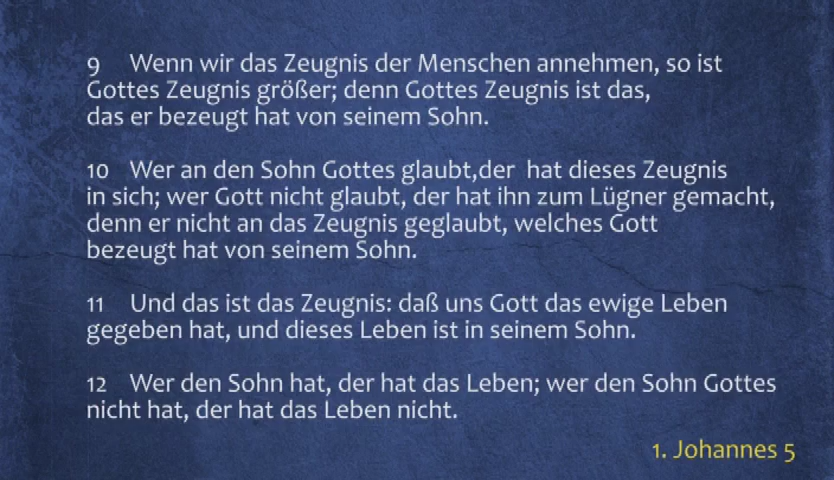 9 Wenn wir das Zeugnis der Menschen annehmen, so ist
Gottes Zeugnis größer; denn Gottes Zeugnis ist das,
das er bezeugt hat von seinem Sohn.
10 Wer an den Sohn Gottes glaubt,der hat dieses Zeugnis
in sich; wer Gott nicht glaubt, der hat ihn zum Lügner gemacht,
denn er nicht an das Zeugnis geglaubt, welches Gott
bezeugt hat von seinem Sohn.
11 Und das ist das Zeugnis: daß uns Gott das ewige Leben
gegeben hat, und dieses Leben ist in seinem Sohn.
12 Wer den Sohn hat, der hat das Leben; wer den Sohn Gottes
nicht hat, der hat das Leben nicht.
1. Johannes 5